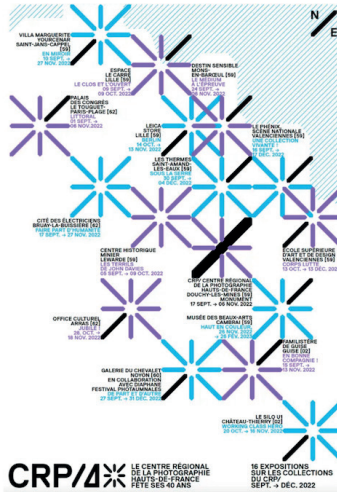 N
E
VILLA MARGUERITE
YOURCENAR
SAINT-JANS-CAPPEL
[59]
EN MIROIR
10 SEPT. →
27 NOV. 2022
ESPACE
LE CARRÉ
LILLE [59]
LE CLOS ET L'OUVERT
09 SEPT. →
09 OCT. 2022
DESTIN SENSIBLE
MONS-
EN-BARŒUL [59]
LE MÉDIUM
À L'ÉPREUVE
24 SEPT. →
2022
PALAIS
DES CONGRÈS
LE TOUQUET-
PARIS-PLAGE [62]
LITTORAL
01 SEPT. →
06 NOV. 2022
LEICA
STORE
LILLE [59]
BERLIN
14 OCT. →
13 NOV. 2022
LE PHÉNIX,
SCÈNE NATIONALE
VALENCIENNES [59]
UNE COLLECTION
VIVANTE !
16 SEPT. →
17 DÉC. 2022
LES THERMES
SAINT-AMAND-
LES-EAUX [59]
SOUS LA SERRE
30 SEPT. →
04 DÉC. 2022
CITÉ DES ÉLECTRICIENS
BRUAY-LA-BUISSIÈRE [62]
FAIRE PART D'HUMANITÉ
17 SEPT. → 27 NOV. 2022
CENTRE HISTORIQUE
MINIER
LEWARDE [59]
LES TERRILS
DE JOHN DAVIES
05 SEPT. → 09 OCT. 2022
ÉCOLE SUPÉRIEURE
D'ART ET DE DESIGN
VALENCIENNES [59]
CORPS LUTTE
13 OCT. → 13 DÉC. 2022
CRP/ CENTRE RÉGIONAL
DE LA PHOTOGRAPHIE
HAUTS-DE-FRANCE
DOUCHY-LES-MINES [59]
MONUMENT
17 SEPT. → 06 NOV. 2022
OFFICE CULTUREL
ARRAS [62]
JUBILÉ !
26 OCT. →
19 NOV. 2022
MUSÉE DES BEAUX-ARTS
CAMBRAI [59]
HAUT EN COULEUR,
26 NOV. 2022
→ 26 FÉV. 2023
FAMILISTÈRE
DE GUISE
GUISE [02]
EN BONNE
COMPAGNIE !
15 SEPT. →
13 NOV. 2022
GALERIE DU CHEVALET
NOYON [60]
EN COLLABORATION
AVEC DIAPHANE
FESTIVAL PHOTAUMNALES
DE PART ET D'AUTRE
27 SEPT. → 31 DÉC. 2022
LE SILO U1
CHÂTEAU-THIERRY [02]
WORKING CLASS HERO
20 OCT. → 18 NOV. 2022
CRP/
LE CENTRE RÉGIONAL
DE LA PHOTOGRAPHIE
HAUTS-DE-FRANCE
FÊTE SES 40 ANS
16 EXPOSITIONS
SUR LES COLLECTIONS
DU CRP/
SEPT. → DÉC. 2022